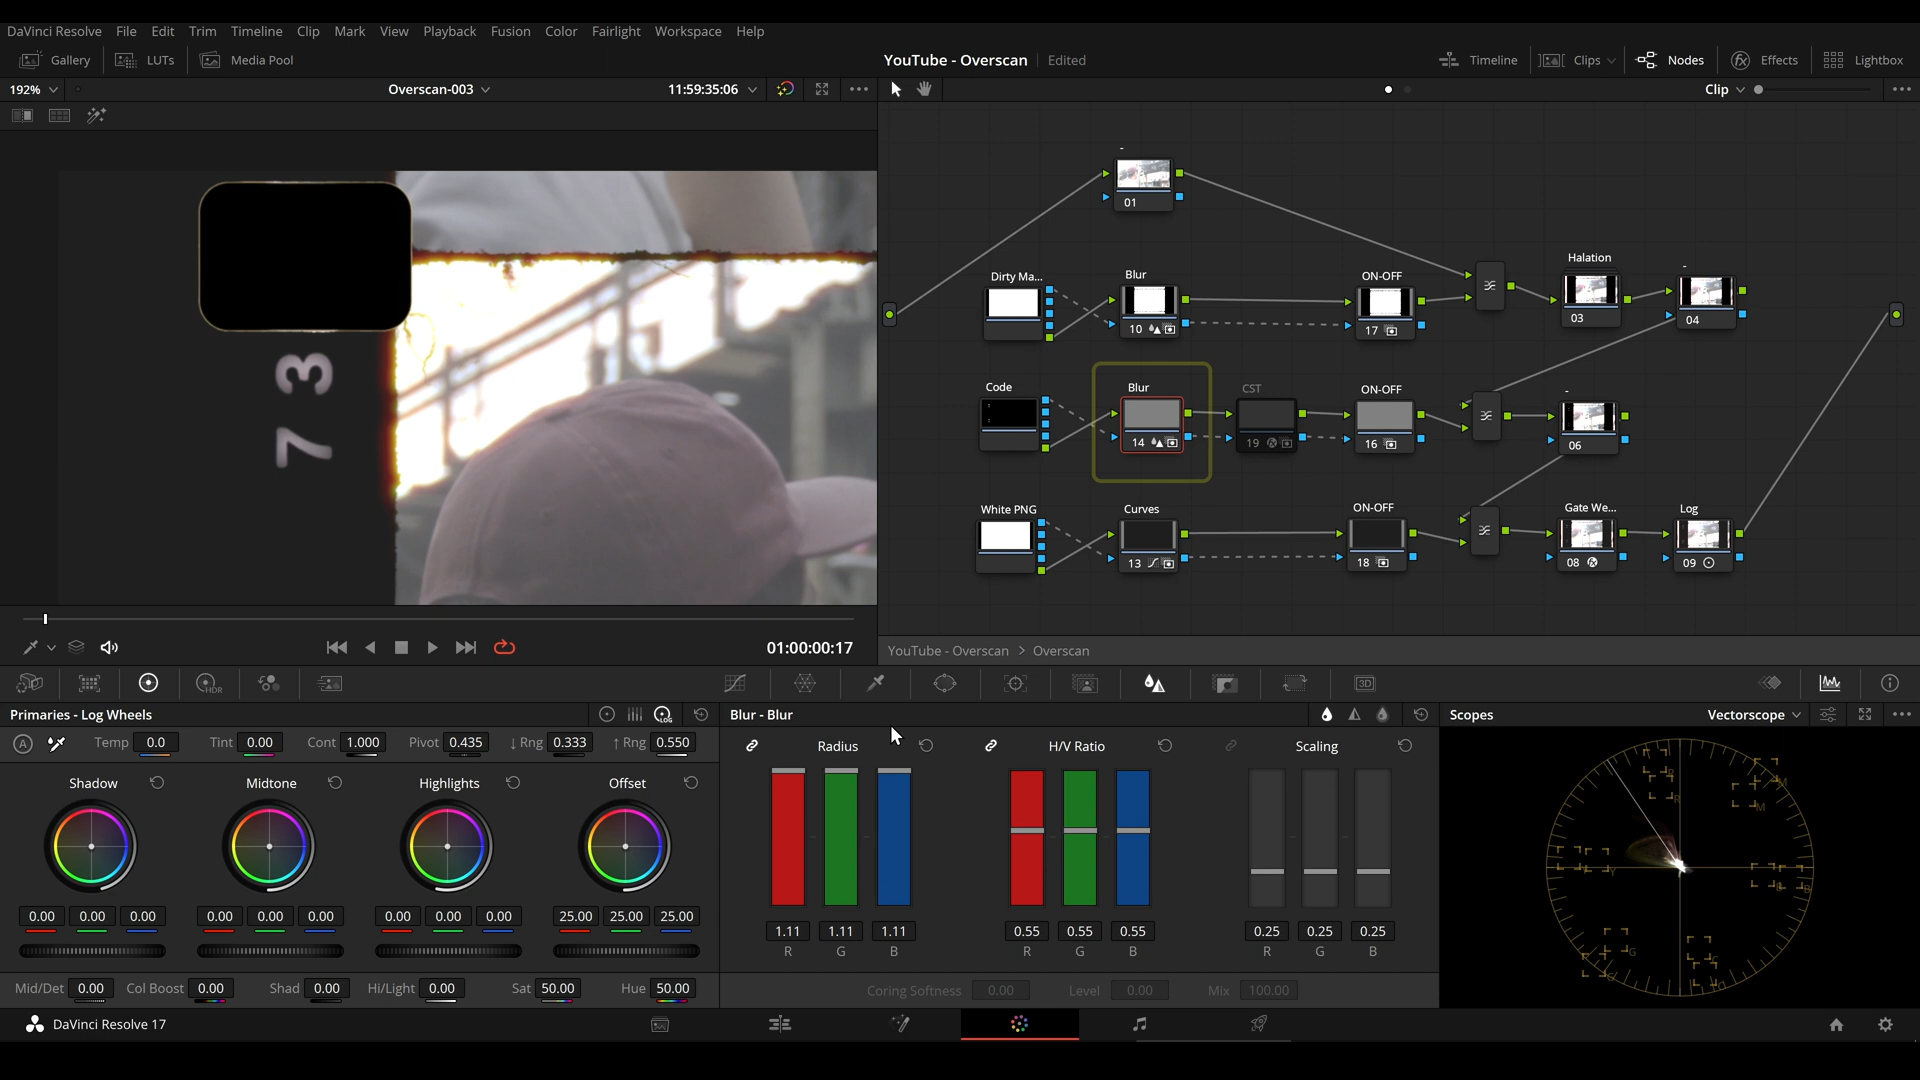 DaVinci Resolve File Edit Trim Timeline Clip Mark View Playback Fusion Color Fairlight Workspace Help
Gallery LUTs Media Pool YouTube - Overscan Edited Timeline Clips Nodes Effects Lightbox
192% Overscan-003 11:59:35:06 Clip
73
-
01
Dirty Ma... Blur ON-OFF Halation -
10 17 03 04
Code Blur CST ON-OFF -
14 19 16 06
White PNG Curves ON-OFF Gate We... Log
13 18 08 09
01:00:00:17
YouTube - Overscan > Overscan
HDR 3D
Primaries - Log Wheels LOG Blur - Blur Scopes Vectorscope
A Temp 0.0 Tint 0.00 Cont 1.000 Pivot 0.435 ↓ Rng 0.333 ↑ Rng 0.550
Radius H/V Ratio Scaling
Shadow Midtone Highlights Offset
0.00 0.00 0.00 0.00 0.00 0.00 0.00 0.00 0.00 25.00 25.00 25.00
1.11 1.11 1.11 0.55 0.55 0.55 0.25 0.25 0.25
R G B R G B R G B
Mid/Det 0.00 Col Boost 0.00 Shad 0.00 Hi/Light 0.00 Sat 50.00 Hue 50.00
Coring Softness 0.00 Level 0.00 Mix 100.00
DaVinci Resolve 17